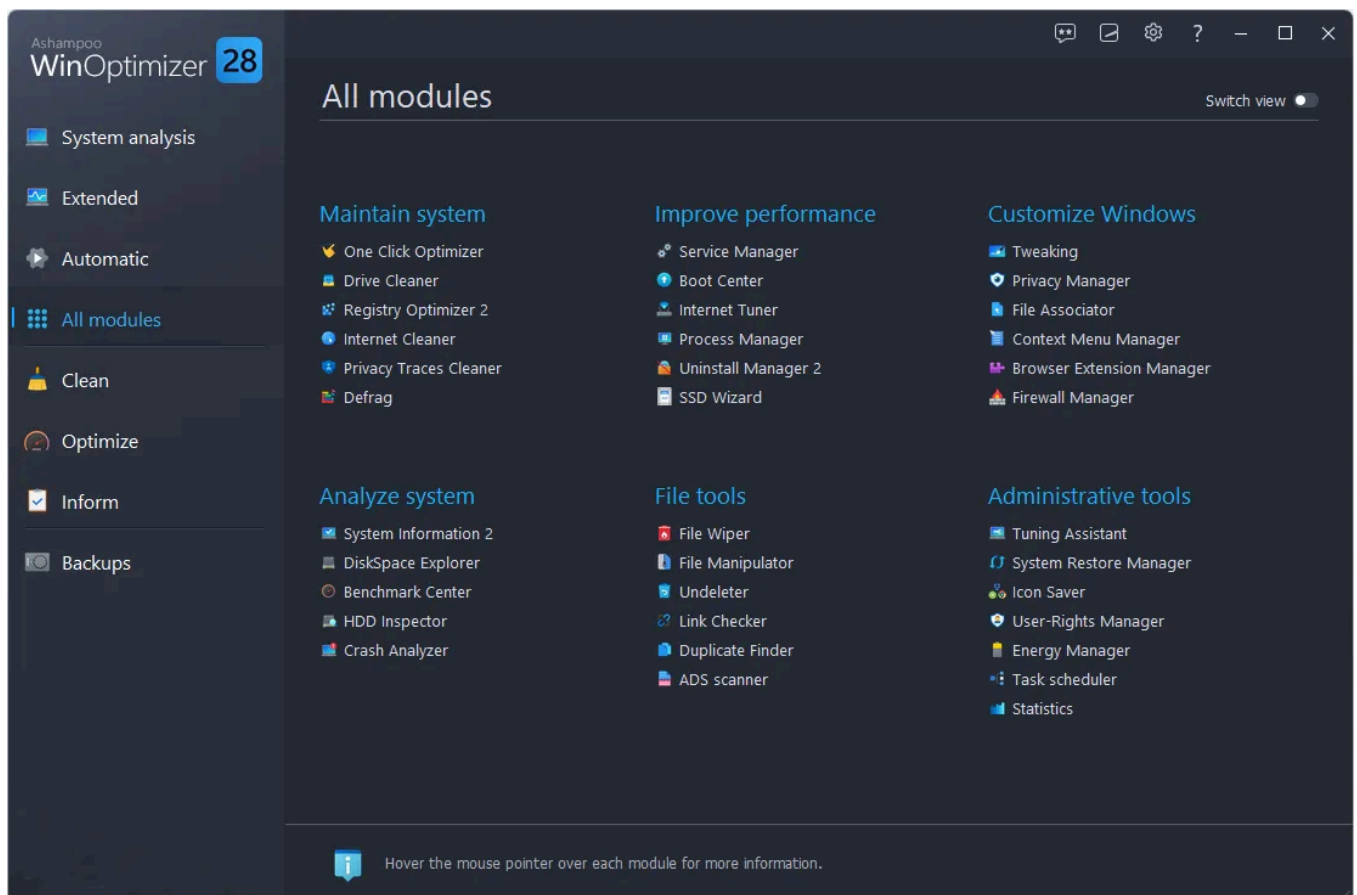 Ashampoo
WinOptimizer 28
System analysis
Extended
Automatic
All modules
Clean
Optimize
Inform
Backups
?
All modules
Switch view
Maintain system
One Click Optimizer
Drive Cleaner
Registry Optimizer 2
Internet Cleaner
Privacy Traces Cleaner
Defrag
Improve performance
Service Manager
Boot Center
Internet Tuner
Process Manager
Uninstall Manager 2
SSD Wizard
Customize Windows
Tweaking
Privacy Manager
File Associator
Context Menu Manager
Browser Extension Manager
Firewall Manager
Analyze system
System Information 2
DiskSpace Explorer
Benchmark Center
HDD Inspector
Crash Analyzer
File tools
File Wiper
File Manipulator
Undeleter
Link Checker
Duplicate Finder
ADS scanner
Administrative tools
Tuning Assistant
System Restore Manager
Icon Saver
User-Rights Manager
Energy Manager
Task scheduler
Statistics
Hover the mouse pointer over each module for more information.